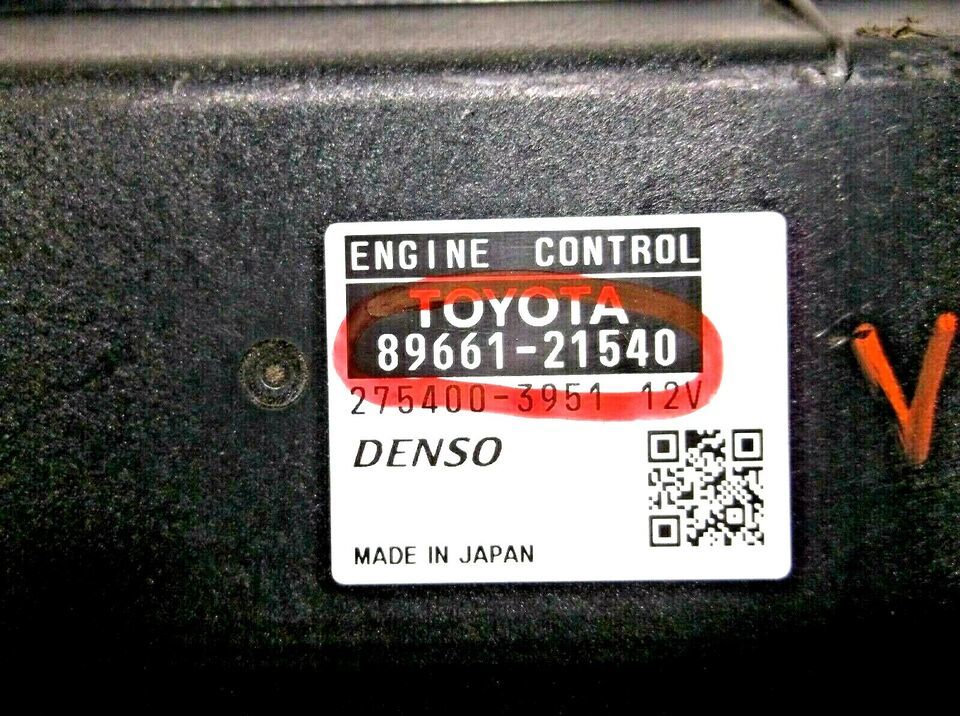 ENGINE CONTROL
TOYOTA
89661-21540
275400-3951 12V
DENSO
MADE IN JAPAN
V